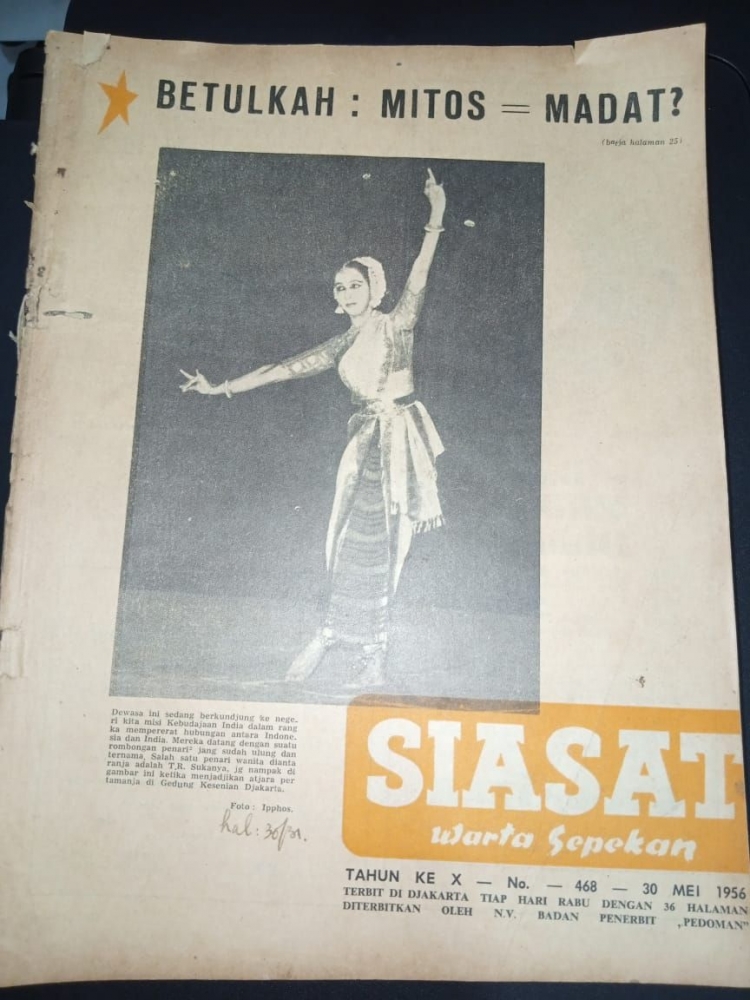 BETULKAH : MITOS = MADAT?
(batja halaman 25)
Dewasa ini sedang berkundjung ke nege.
ri kita misi Kebudajaan India dalam rang
ka mempererat hubungan antara Indone.
sia dan India. Mereka datang dengan suatu
rombongan penari² jang sudah ulung dan
ternama. Salah satu penari wanita dianta
ranja adalah T.R. Sukanya, jg nampak di
gambar ini ketika mendjadikan atjara per
tamanja di Gedung Kesenian Djakarta.
Foto : Ipphos.
hal: 30/31.
SIASAT
Warta Sepekan
TAHUN KE X — No. — 468 — 30 MEI 1956
TERBIT DI DJAKARTA TIAP HARI RABU DENGAN 36 HALAMAN
DITERBITKAN OLEH N.V. BADAN PENERBIT „PEDOMAN"